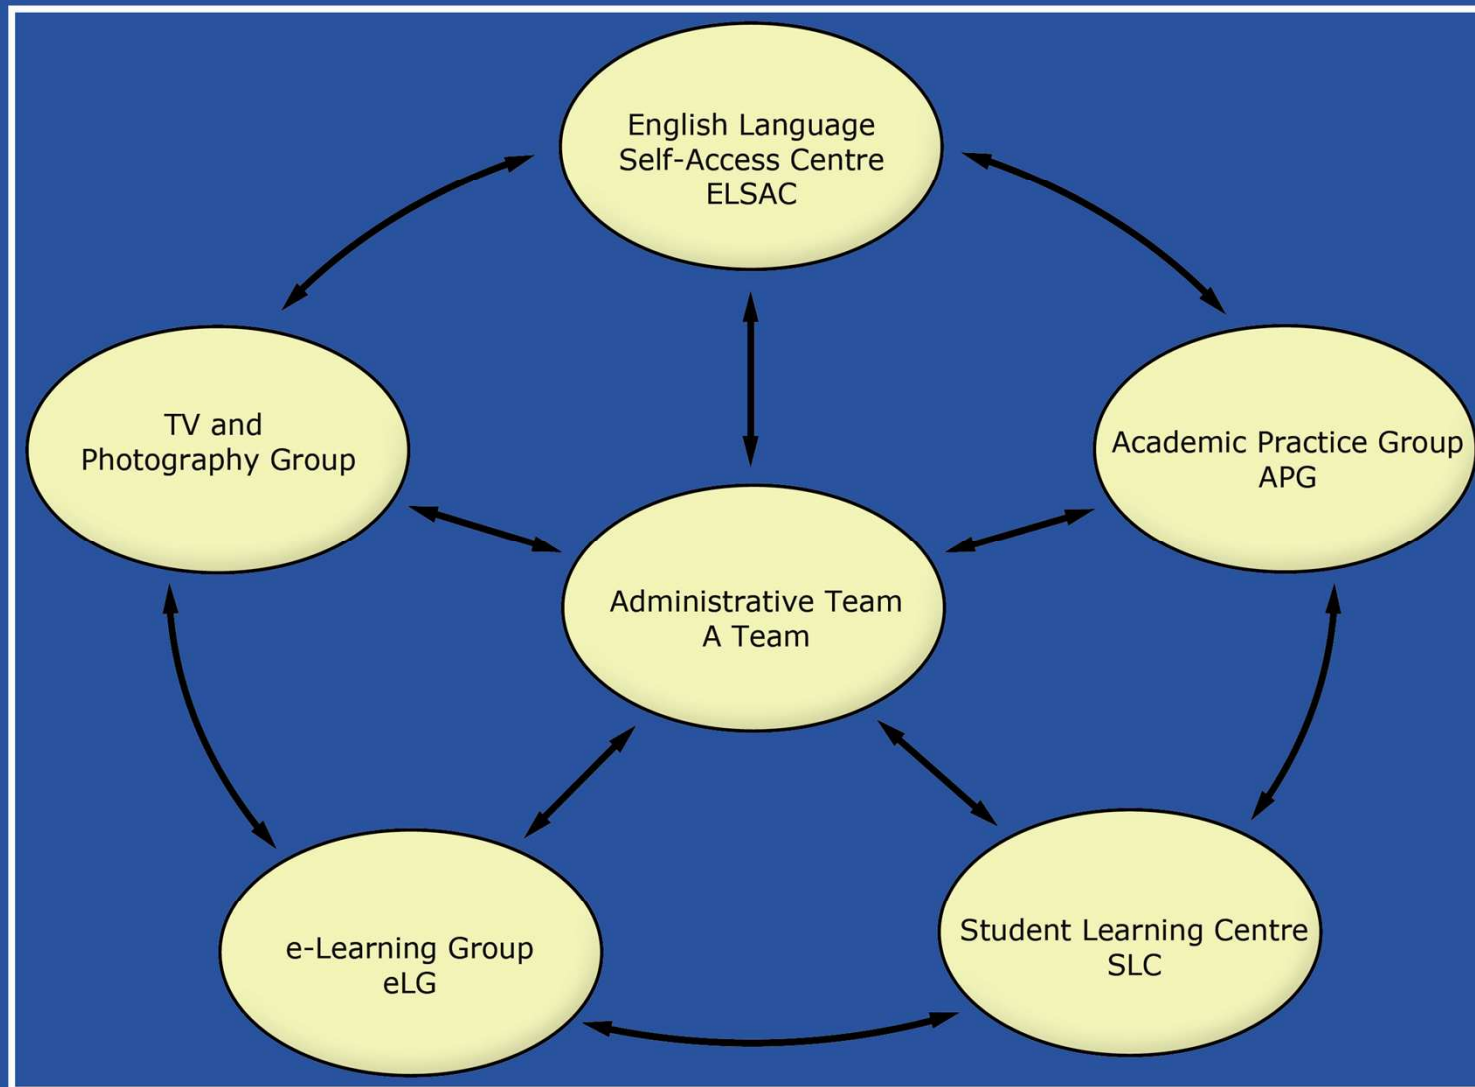 English Language
Self-Access Centre
ELSAC
TV and
Photography Group
Academic Practice Group
APG
Administrative Team
A Team
e-Learning Group
eLG
Student Learning Centre
SLC